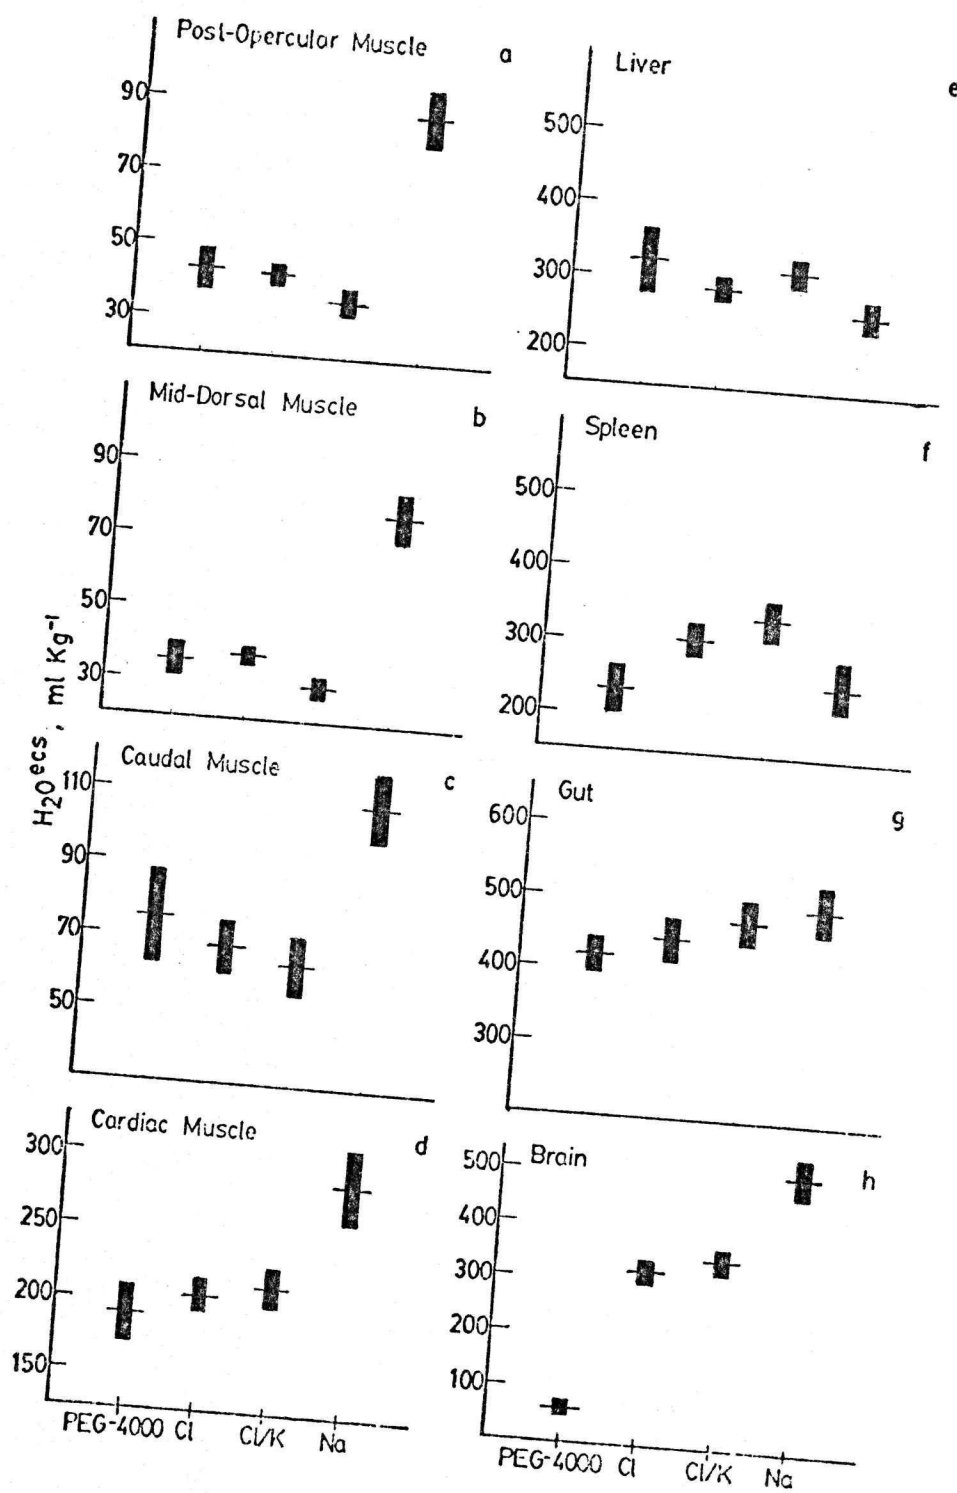 Post-Opercular Muscle
a
90
70
50
30
Mid-Dorsal Muscle
b
90
70
50
30
H₂O^ecs, ml Kg⁻¹
Caudal Muscle
c
110
90
70
50
Cardiac Muscle
d
300
250
200
150
PEG-4000 Cl Cl/K Na
Liver
e
500
400
300
200
Spleen
f
500
400
300
200
Gut
g
600
500
400
300
Brain
h
500
400
300
200
100
PEG-4000 Cl Cl/K Na